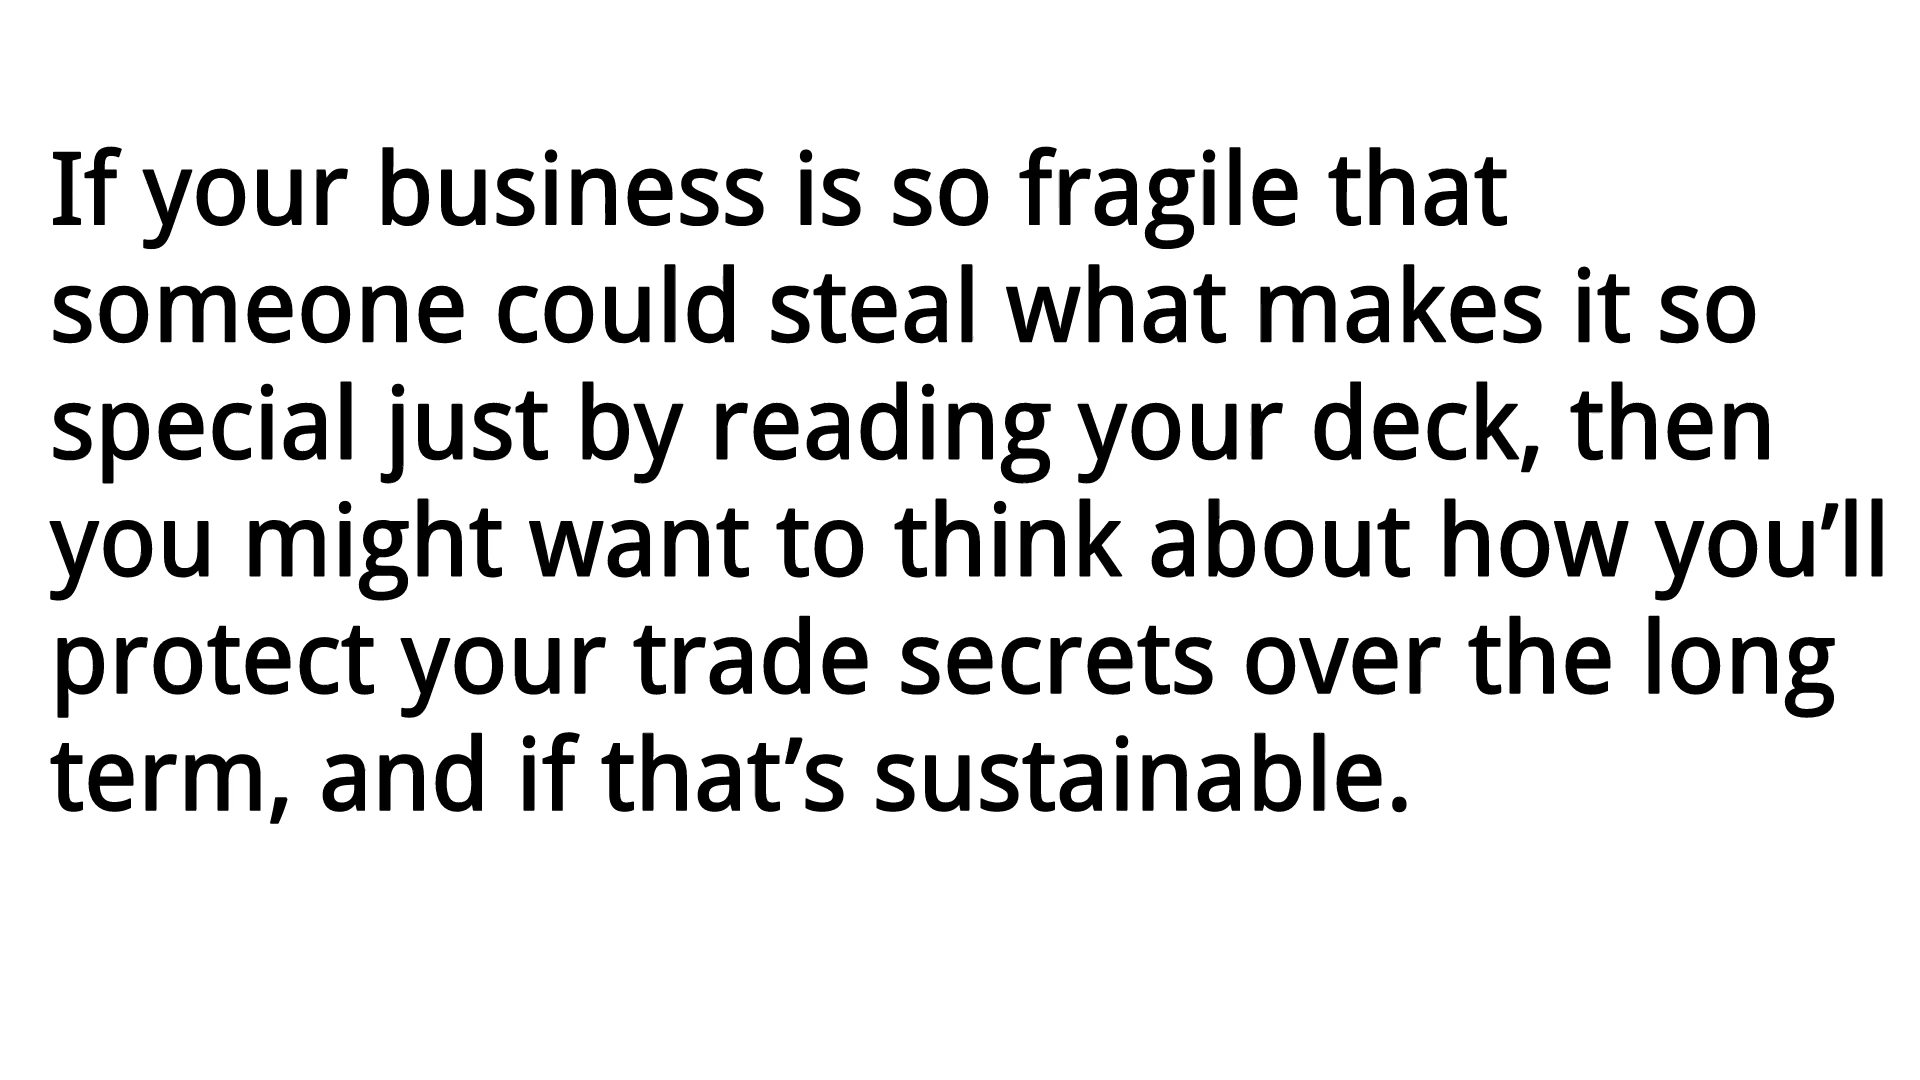 If your business is so fragile that
someone could steal what makes it so
special just by reading your deck, then
you might want to think about how you’ll
protect your trade secrets over the long
term, and if that’s sustainable.